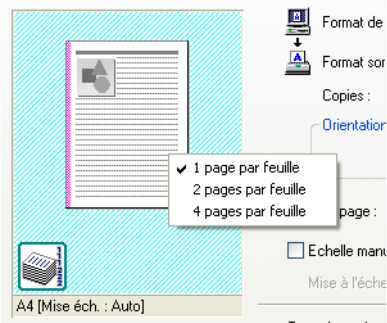 Format de
Format sor
Copies :
Orientation
1 page par feuille
2 pages par feuille
4 pages par feuille
page :
Echelle manu
Mise à l'éche
A4 [Mise éch. : Auto]